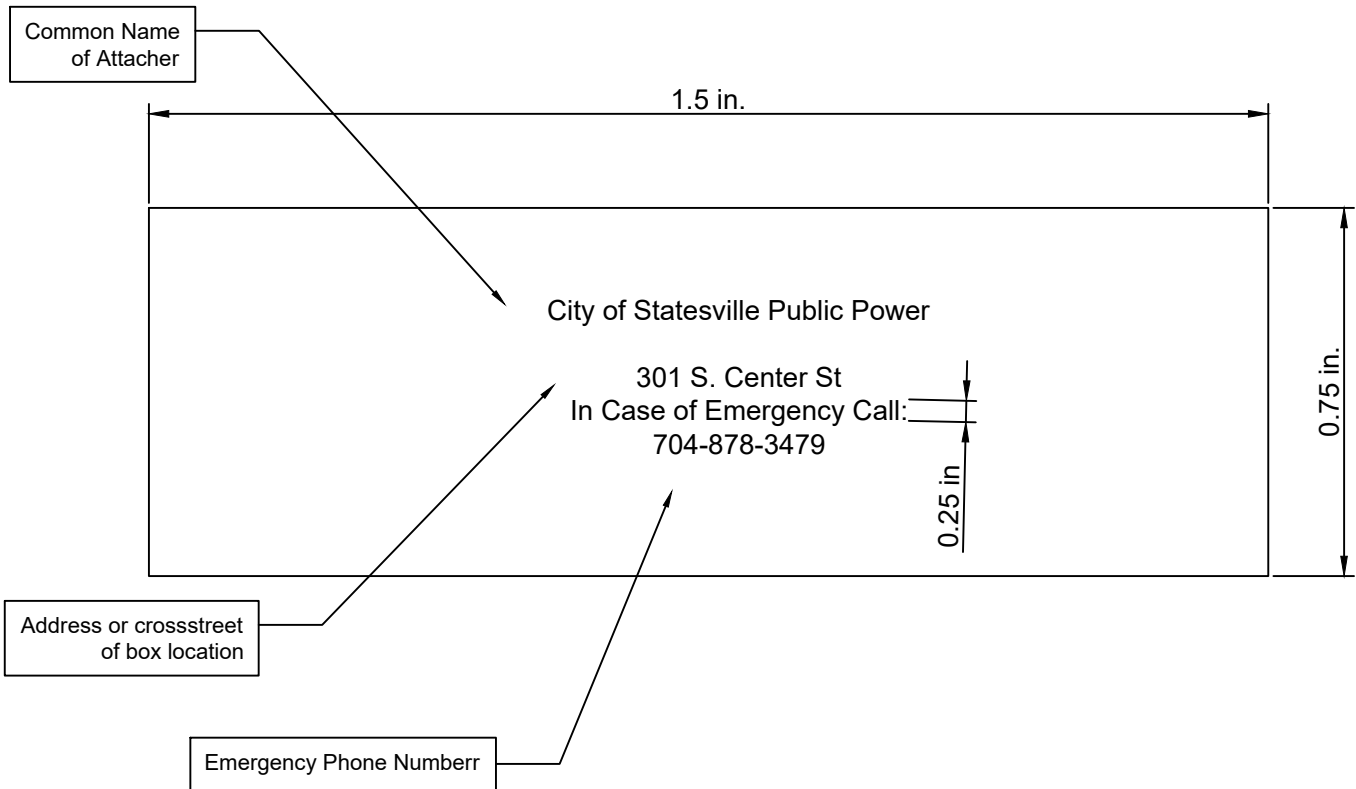 Common Name
of Attacher
1.5 in.
City of Statesville Public Power
301 S. Center St
In Case of Emergency Call:
704-878-3479
0.25 in
0.75 in.
Address or crossstreet
of box location
Emergency Phone Numberr